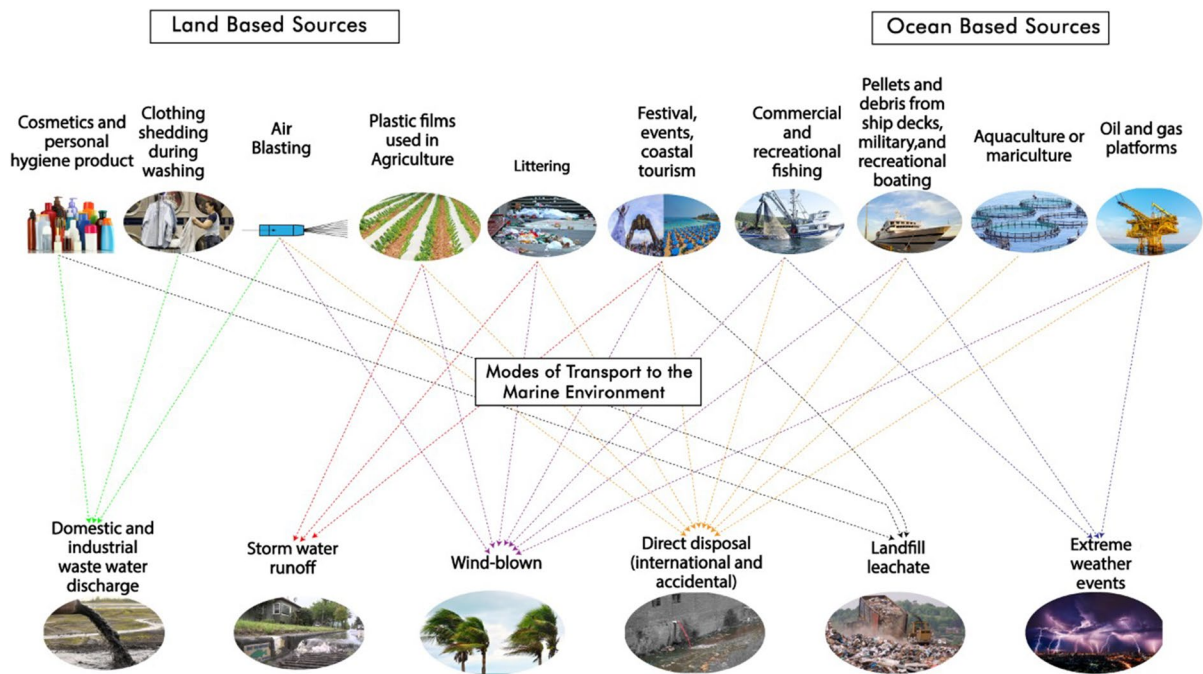 Land Based Sources
Ocean Based Sources
Cosmetics and
personal
hygiene product
Clothing
shedding
during
washing
Air
Blasting
Plastic films
used in
Agriculture
Littering
Festival,
events,
coastal
tourism
Commercial
and
recreational
fishing
Pellets and
debris from
ship decks,
military,and
recreational
boating
Aquaculture or
mariculture
Oil and gas
platforms
Modes of Transport to the
Marine Environment
Domestic and
industrial
waste water
discharge
Storm water
runoff
Wind-blown
Direct disposal
(international and
accidental)
Landfill
leachate
Extreme
weather
events